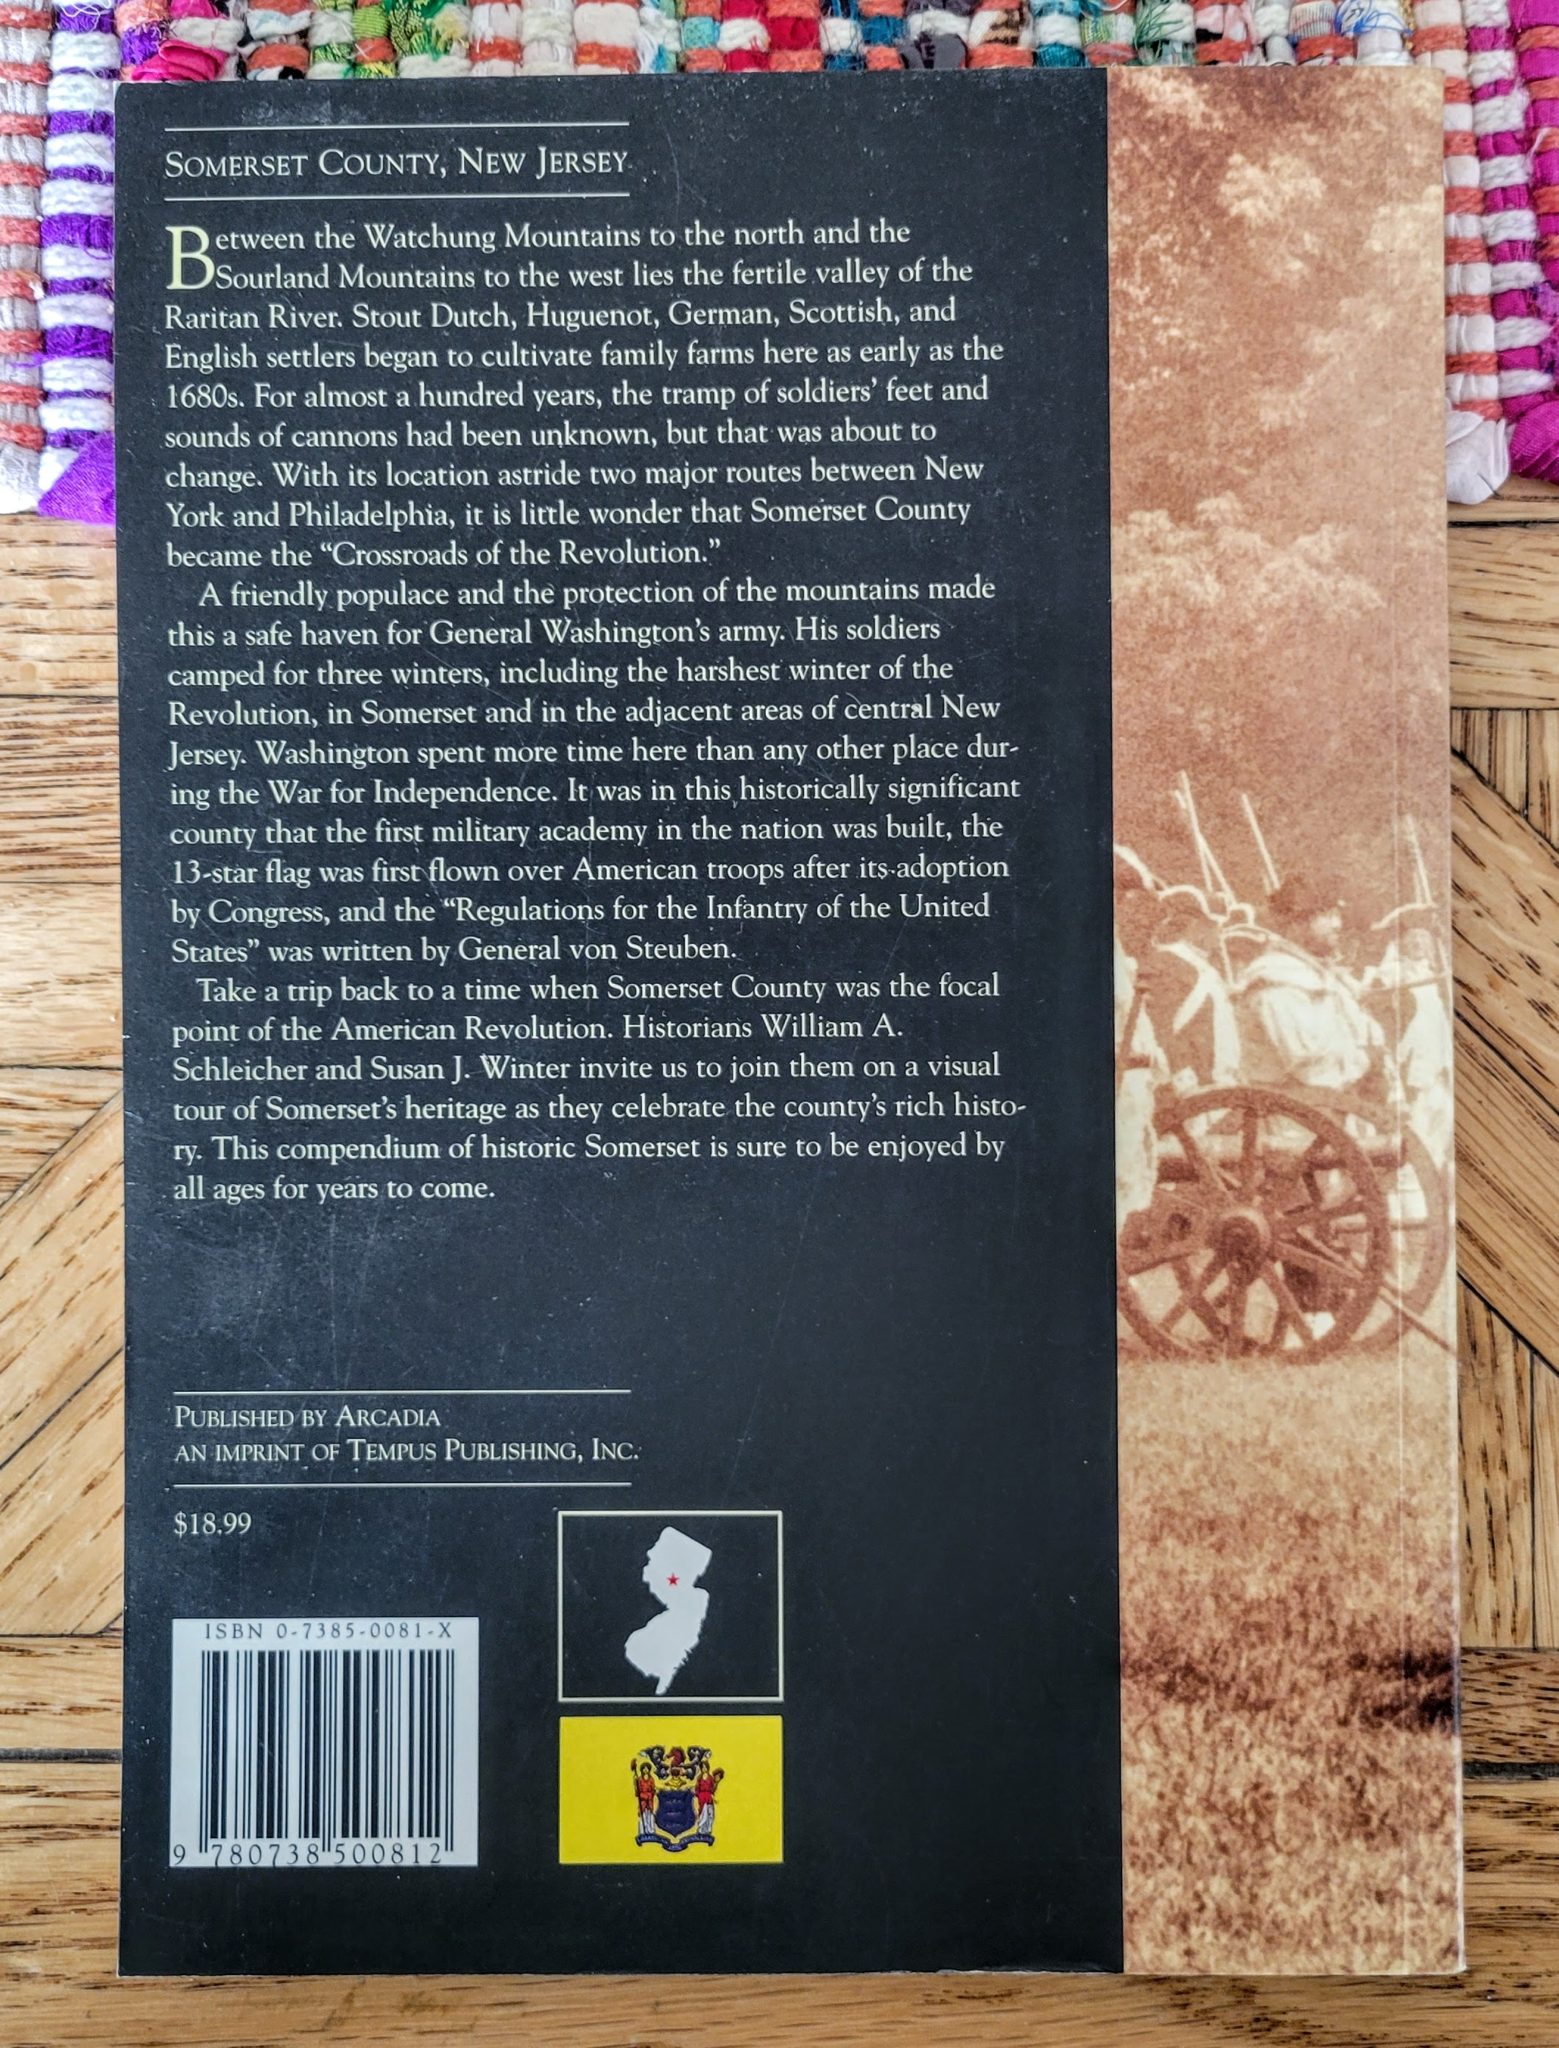 SOMERSET COUNTY, NEW JERSEY
Between the Watchung Mountains to the north and the
Sourland Mountains to the west lies the fertile valley of the
Raritan River. Stout Dutch, Huguenot, German, Scottish, and
English settlers began to cultivate family farms here as early as the
1680s. For almost a hundred years, the tramp of soldiers' feet and
sounds of cannons had been unknown, but that was about to
change. With its location astride two major routes between New
York and Philadelphia, it is little wonder that Somerset County
became the “Crossroads of the Revolution.”
A friendly populace and the protection of the mountains made
this a safe haven for General Washington's army. His soldiers
camped for three winters, including the harshest winter of the
Revolution, in Somerset and in the adjacent areas of central New
Jersey. Washington spent more time here than any other place dur-
ing the War for Independence. It was in this historically significant
county that the first military academy in the nation was built, the
13-star flag was first flown over American troops after its adoption
by Congress, and the “Regulations for the Infantry of the United
States” was written by General von Steuben.
Take a trip back to a time when Somerset County was the focal
point of the American Revolution. Historians William A.
Schleicher and Susan J. Winter invite us to join them on a visual
tour of Somerset's heritage as they celebrate the county's rich histo-
ry. This compendium of historic Somerset is sure to be enjoyed by
all ages for years to come.
PUBLISHED BY ARCADIA
AN IMPRINT OF TEMPUS PUBLISHING, INC.
$18.99
ISBN 0-7385-0081-X
9 780738 500812